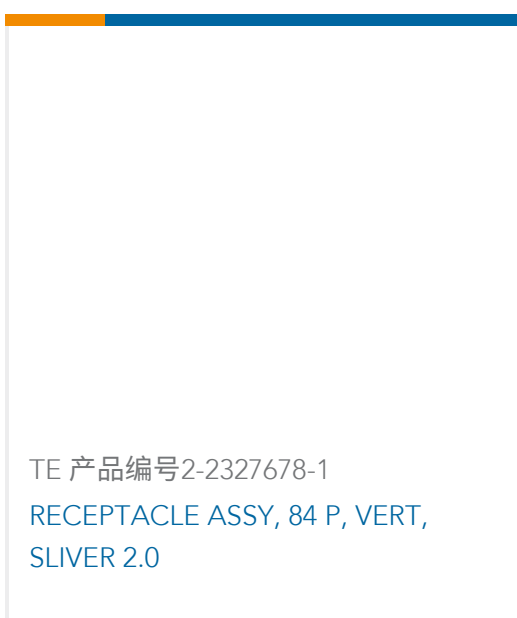 TE 产品编号2-2327678-1
RECEPTACLE ASSY, 84 P, VERT,
SLIVER 2.0